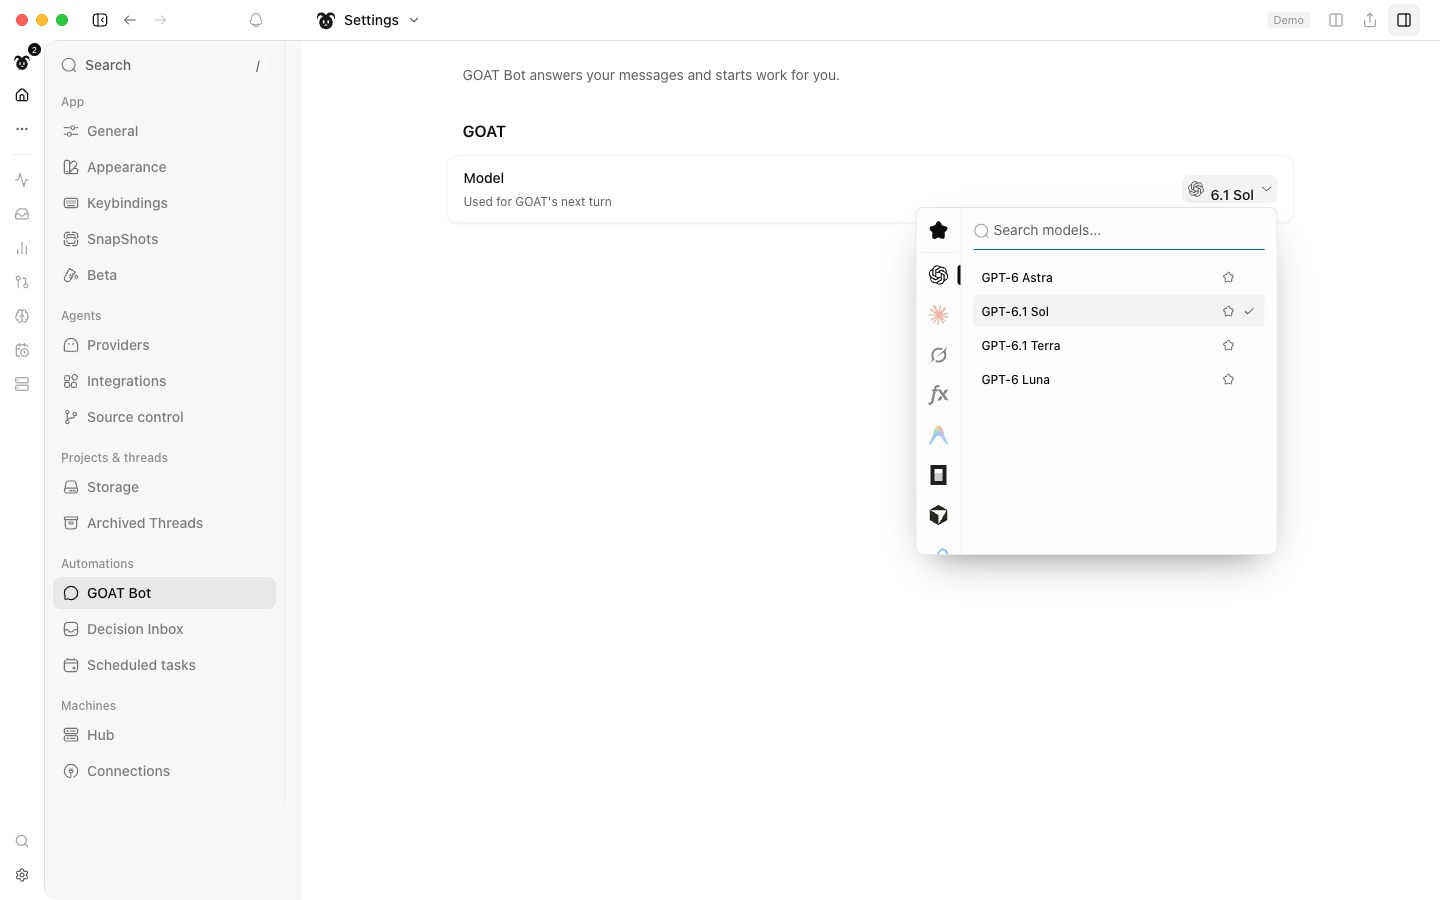 Settings
Demo
2
Search
/
App
General
Appearance
Keybindings
SnapShots
Beta
Agents
Providers
Integrations
Source control
Projects & threads
Storage
Archived Threads
Automations
GOAT Bot
Decision Inbox
Scheduled tasks
Machines
Hub
Connections
GOAT Bot answers your messages and starts work for you.
GOAT
Model
Used for GOAT's next turn
6.1 Sol
Search models...
GPT-6 Astra
GPT-6.1 Sol
GPT-6.1 Terra
GPT-6 Luna
fx